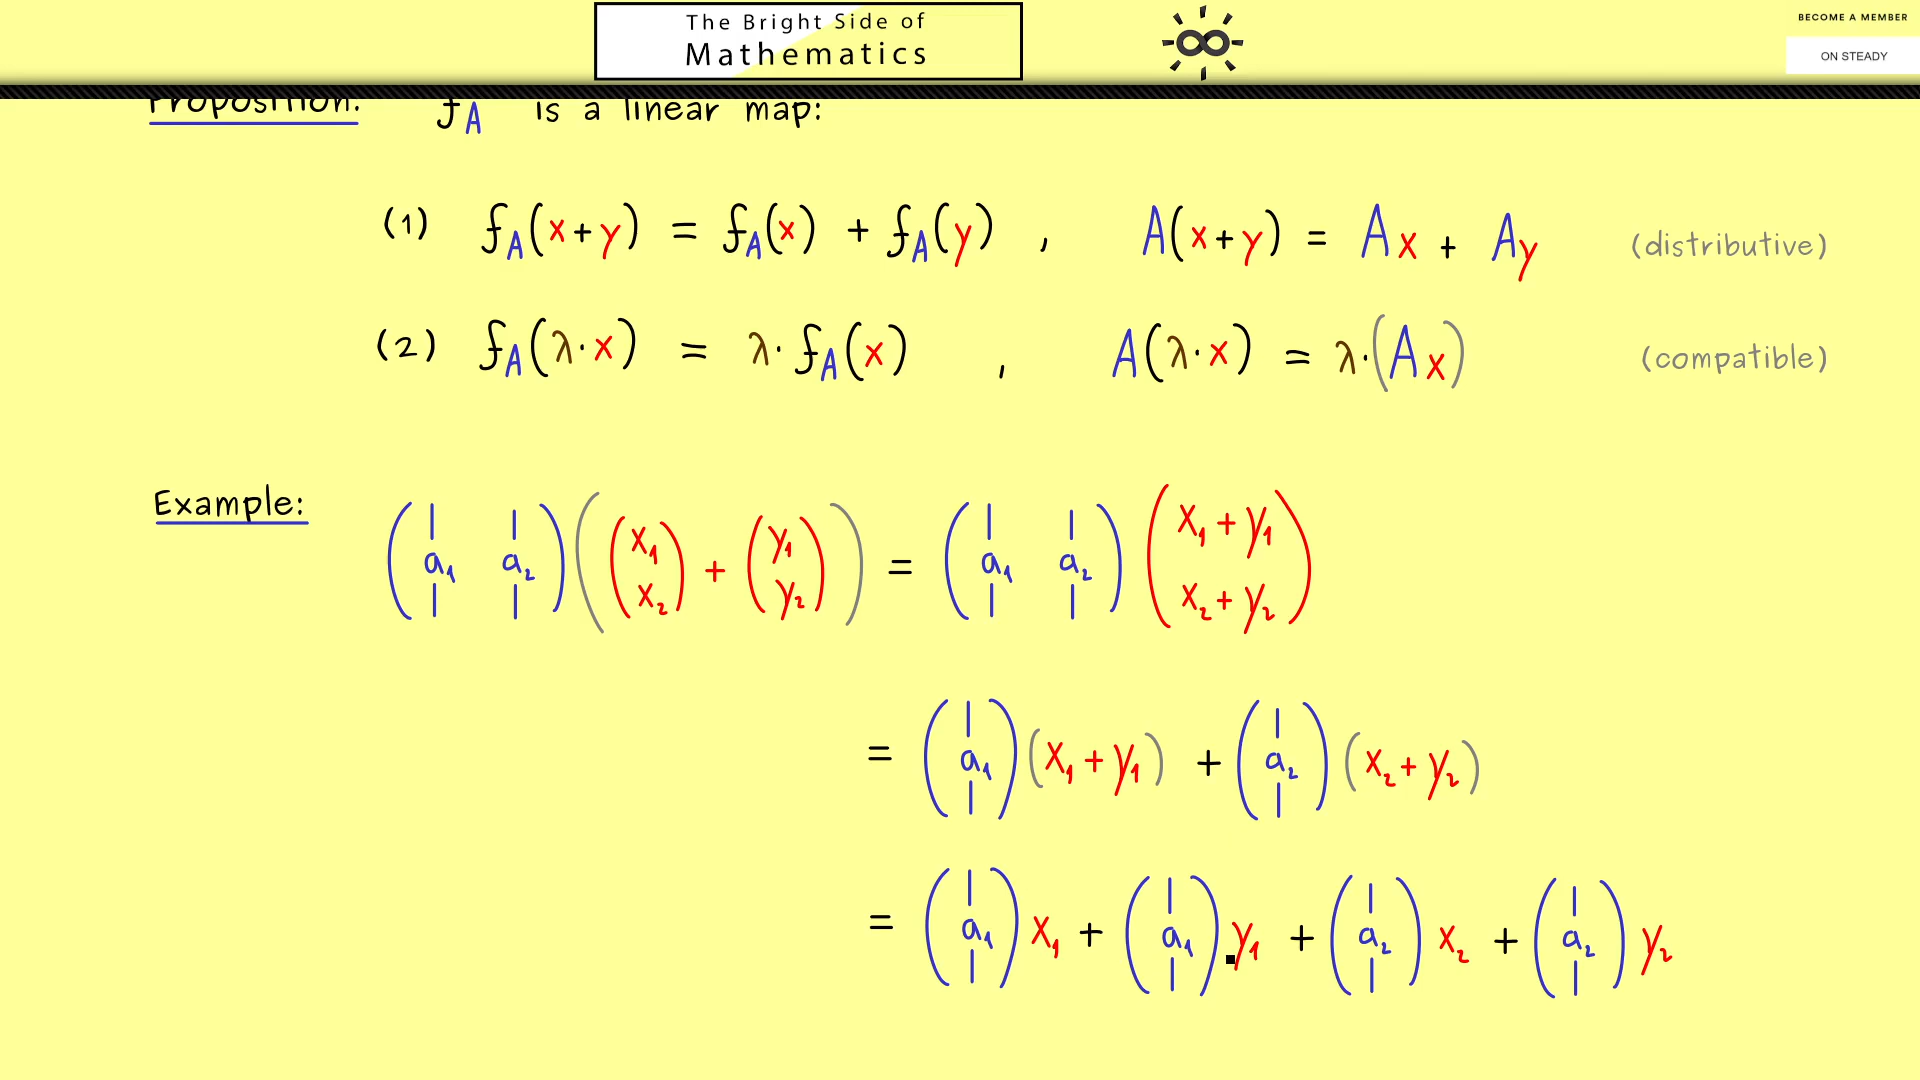 The Bright Side of
Mathematics
BECOME A MEMBER
ON STEADY
Proposition: f_A is a linear map:
(1) f_A(x+y) = f_A(x) + f_A(y) , A(x+y) = Ax + Ay (distributive)
(2) f_A(λ·x) = λ·f_A(x) , A(λ·x) = λ·(Ax) (compatible)
Example: (a₁ a₂)((x₁ x₂) + (y₁ y₂)) = (a₁ a₂)(x₁+y₁ x₂+y₂)
= (a₁)(x₁+y₁) + (a₂)(x₂+y₂)
= (a₁)x₁ + (a₁)y₁ + (a₂)x₂ + (a₂)y₂